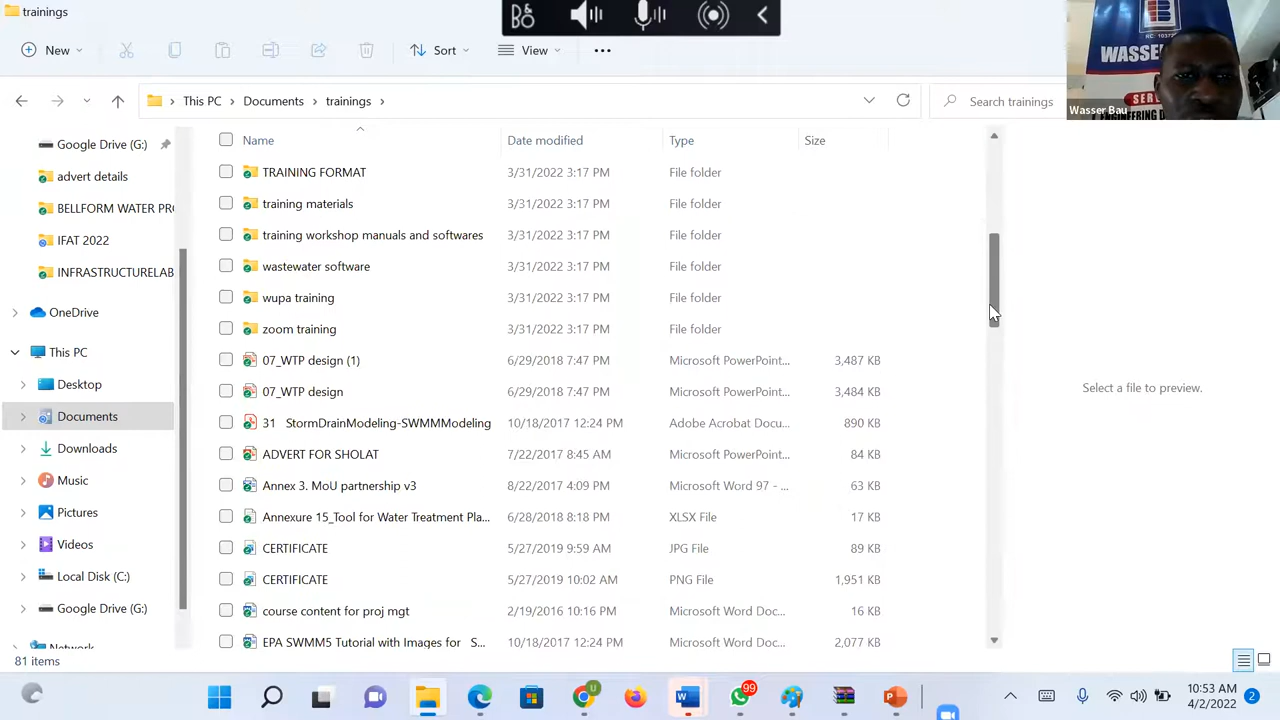 trainings
New
Sort
View
This PC
Documents
trainings
Search trainings
WASSE
RC: 10372
SER
ENGINEERING D
Wasser Bau
Google Drive (G:)
advert details
BELLFORM WATER PR
IFAT 2022
INFRASTRUCTURELAB
OneDrive
This PC
Desktop
Documents
Downloads
Music
Pictures
Videos
Local Disk (C:)
Google Drive (G:)
Network
Name Date modified Type Size
TRAINING FORMAT 3/31/2022 3:17 PM File folder
training materials 3/31/2022 3:17 PM File folder
training workshop manuals and softwares 3/31/2022 3:17 PM File folder
wastewater software 3/31/2022 3:17 PM File folder
wupa training 3/31/2022 3:17 PM File folder
zoom training 3/31/2022 3:17 PM File folder
07_WTP design (1) 6/29/2018 7:47 PM Microsoft PowerPoint... 3,487 KB
07_WTP design 6/29/2018 7:47 PM Microsoft PowerPoint... 3,484 KB
31 StormDrainModeling-SWMMModeling 10/18/2017 12:24 PM Adobe Acrobat Docu... 890 KB
ADVERT FOR SHOLAT 7/22/2017 8:45 AM Microsoft PowerPoint... 84 KB
Annex 3. MoU partnership v3 8/22/2017 4:09 PM Microsoft Word 97 - ... 63 KB
Annexure 15_Tool for Water Treatment Pla... 6/28/2018 8:18 PM XLSX File 17 KB
CERTIFICATE 5/27/2019 9:59 AM JPG File 89 KB
CERTIFICATE 5/27/2019 10:02 AM PNG File 1,951 KB
course content for proj mgt 2/19/2016 10:16 PM Microsoft Word Doc... 16 KB
EPA SWMM5 Tutorial with Images for S... 10/18/2017 12:24 PM Microsoft Word Doc... 2,077 KB
Select a file to preview.
81 items
99
10:53 AM
4/2/2022
2